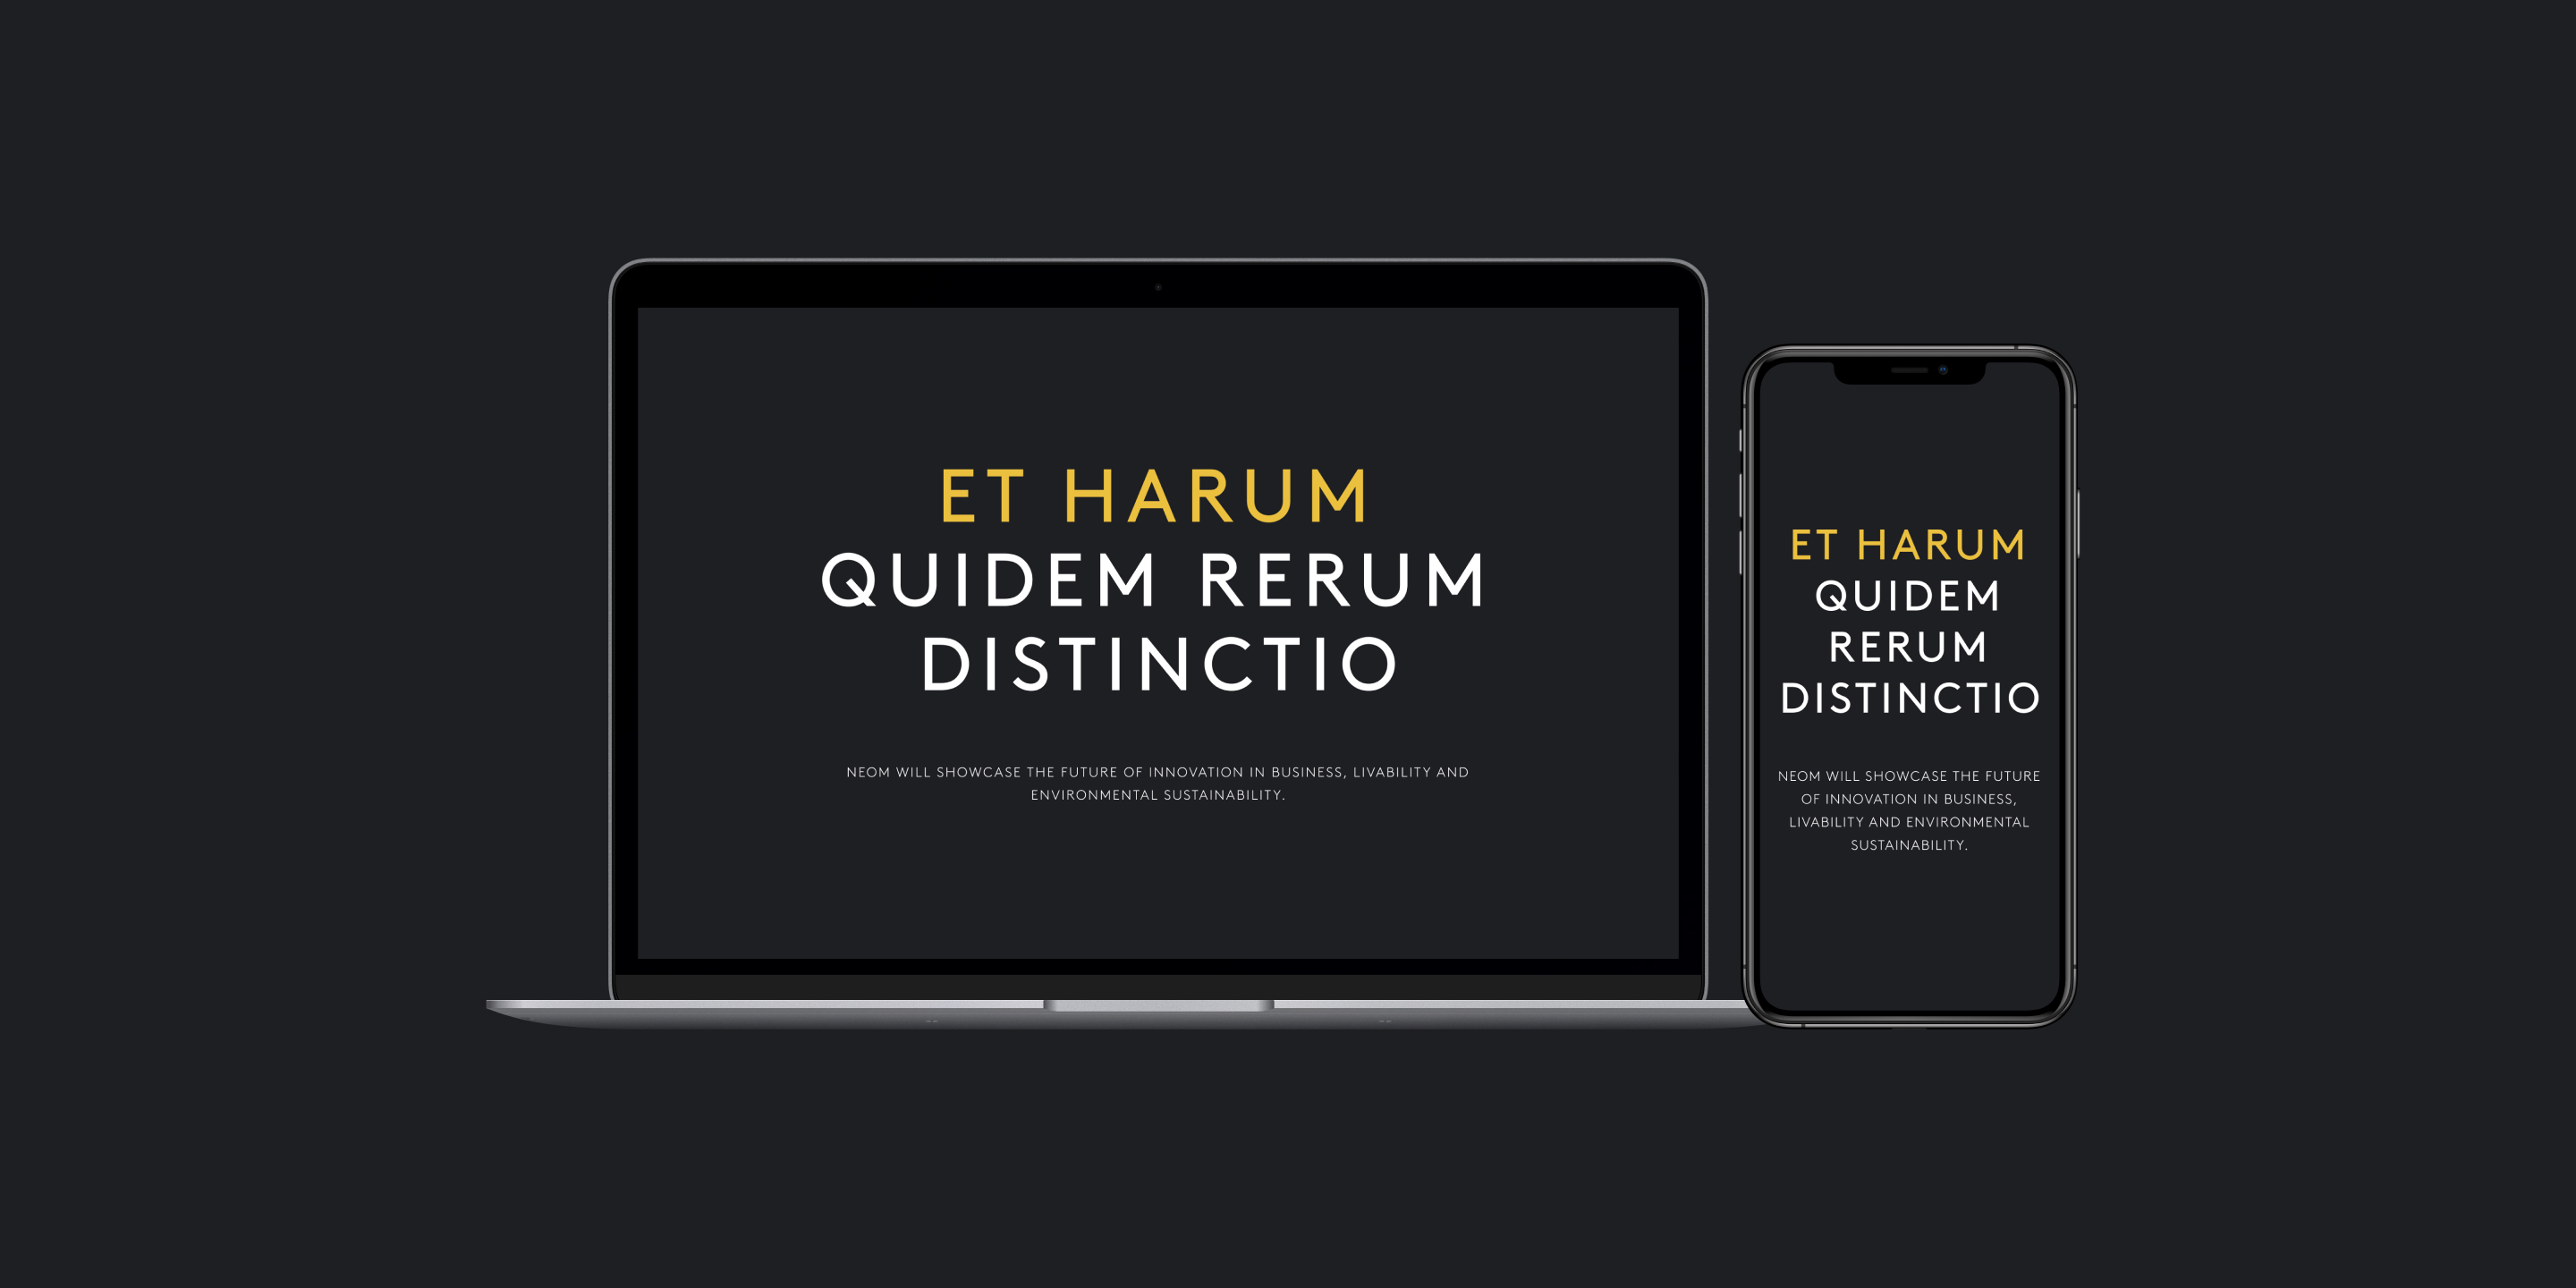 ET HARUM
QUIDEM RERUM
DISTINCTIO
NEOM WILL SHOWCASE THE FUTURE OF INNOVATION IN BUSINESS, LIVABILITY AND
ENVIRONMENTAL SUSTAINABILITY.
ET HARUM
QUIDEM
RERUM
DISTINCTIO
NEOM WILL SHOWCASE THE FUTURE
OF INNOVATION IN BUSINESS,
LIVABILITY AND ENVIRONMENTAL
SUSTAINABILITY.